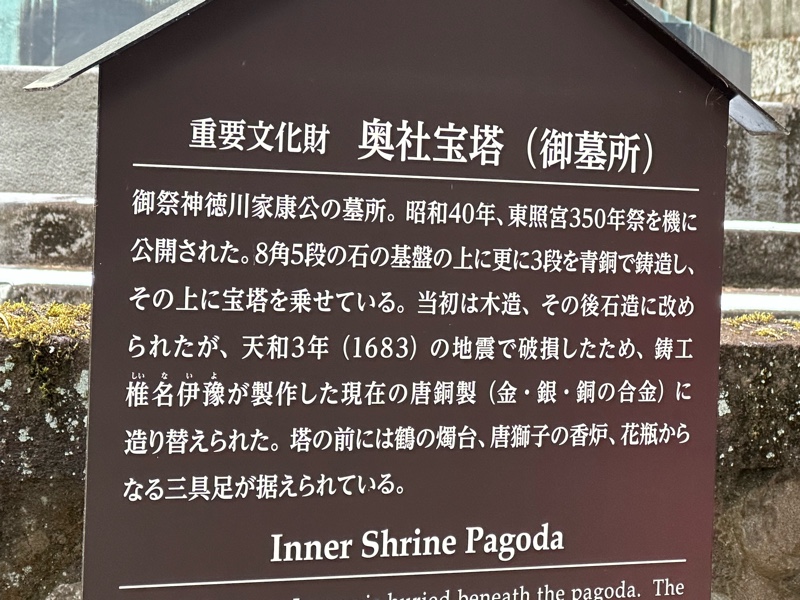 重要文化財　奥社宝塔（御墓所）
御祭神徳川家康公の墓所。昭和40年、東照宮350年祭を機に
公開された。8角5段の石の基盤の上に更に3段を青銅で鋳造し、
その上に宝塔を乗せている。当初は木造、その後石造に改め
られたが、天和3年（1683）の地震で破損したため、鋳工
しい な い よ
椎名伊豫が製作した現在の唐銅製（金・銀・銅の合金）に
造り替えられた。塔の前には鶴の燭台、唐獅子の香炉、花瓶から
なる三具足が据えられている。
Inner Shrine Pagoda
is buried beneath the pagoda. The